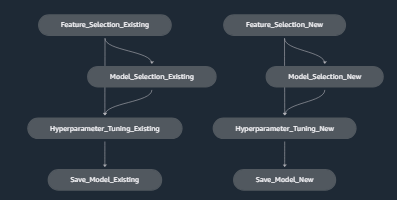 Feature_Selection_Existing
Feature_Selection_New
Model_Selection_Existing
Model_Selection_New
Hyperparameter_Tuning_Existing
Hyperparameter_Tuning_New
Save_Model_Existing
Save_Model_New